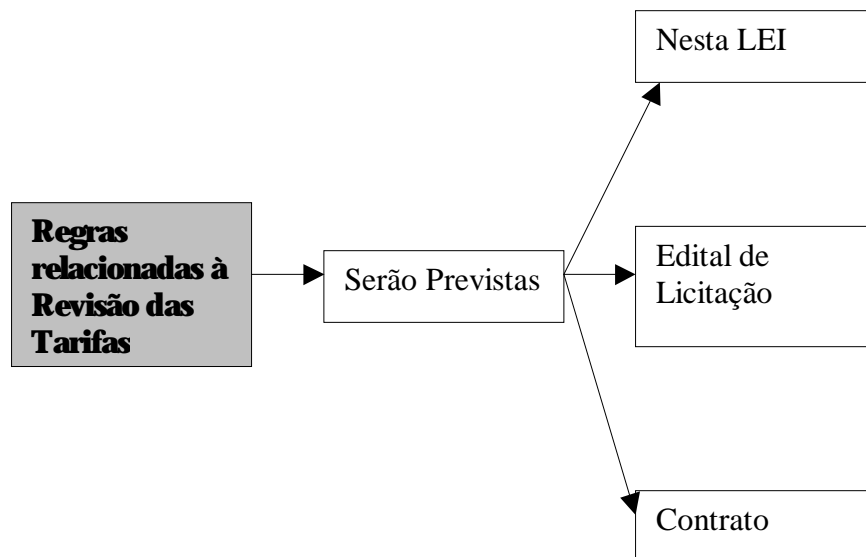 Regras
relacionadas à
Revisão das
Tarifas
Serão Previstas
Nesta LEI
Edital de
Licitação
Contrato